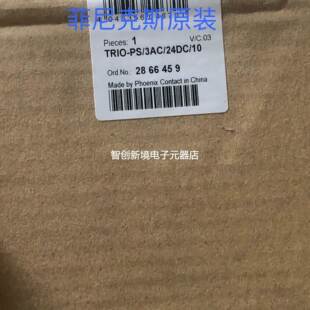 菲尼克斯原装
Pieces: 1
V/C.03
TRIO-PS/3AC/24DC/10
Ord No. 28 66 45 9
Made by Phoenix Contact in China
智创新境电子元器店